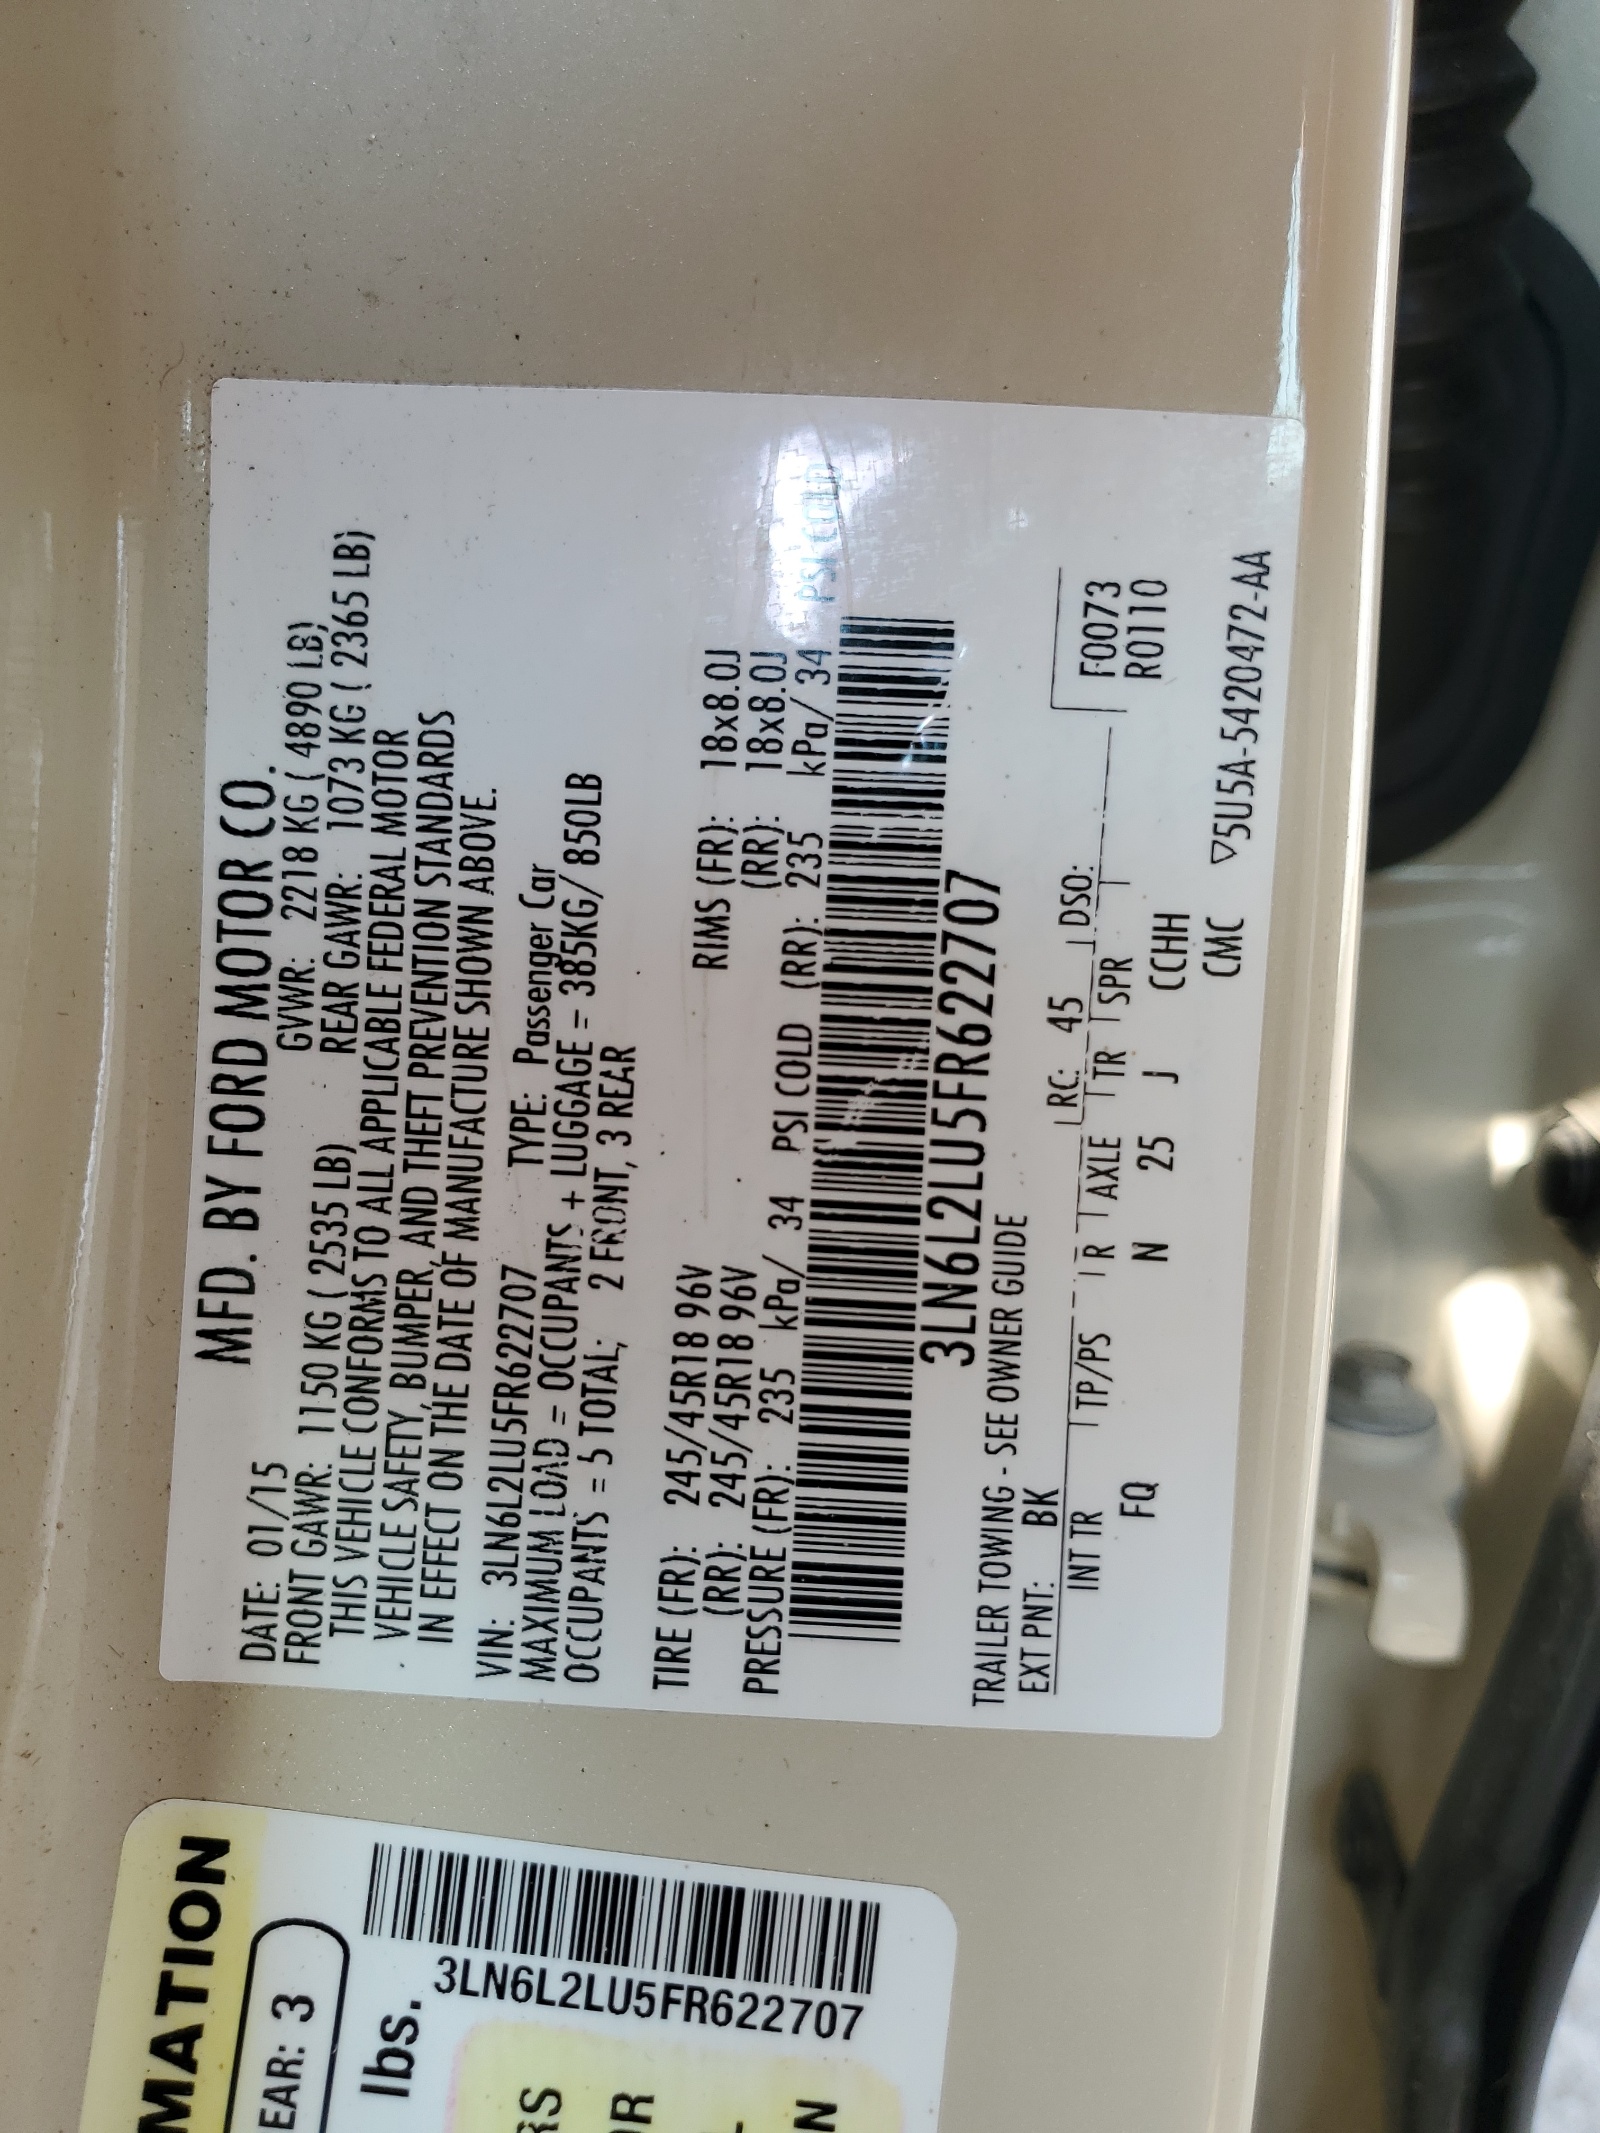 MFD. BY FORD MOTOR CO.
DATE: 01/15 GVWR: 2218 KG ( 4890 LB)
FRONT GAWR: 1150 KG ( 2535 LB) REAR GAWR: 1073 KG ( 2365 LB)
THIS VEHICLE CONFORMS TO ALL APPLICABLE FEDERAL MOTOR
VEHICLE SAFETY, BUMPER, AND THEFT PREVENTION STANDARDS
IN EFFECT ON THE DATE OF MANUFACTURE SHOWN ABOVE.
VIN: 3LN6L2LU5FR622707 TYPE: Passenger Car
MAXIMUM LOAD = OCCUPANTS + LUGGAGE = 385KG/ 850LB
OCCUPANTS = 5 TOTAL; 2 FRONT, 3 REAR
TIRE (FR): 245/45R18 96V RIMS (FR): 18x8.0J
(RR): 245/45R18 96V (RR): 18x8.0J
PRESSURE (FR): 235 kPa/ 34 PSI COLD (RR): 235 kPa/ 34 PSI COLD
3LN6L2LU5FR622707
TRAILER TOWING - SEE OWNER GUIDE
EXT PNT: BK RC: 45 DSO:
INT TR TP/PS R AXLE TR SPR F0073
FQ N 25 J CCHH R0110
CMC ▽5U5A-5420472-AA
MATION
EAR: 3
lbs.
3LN6L2LU5FR622707
RS
OR
N